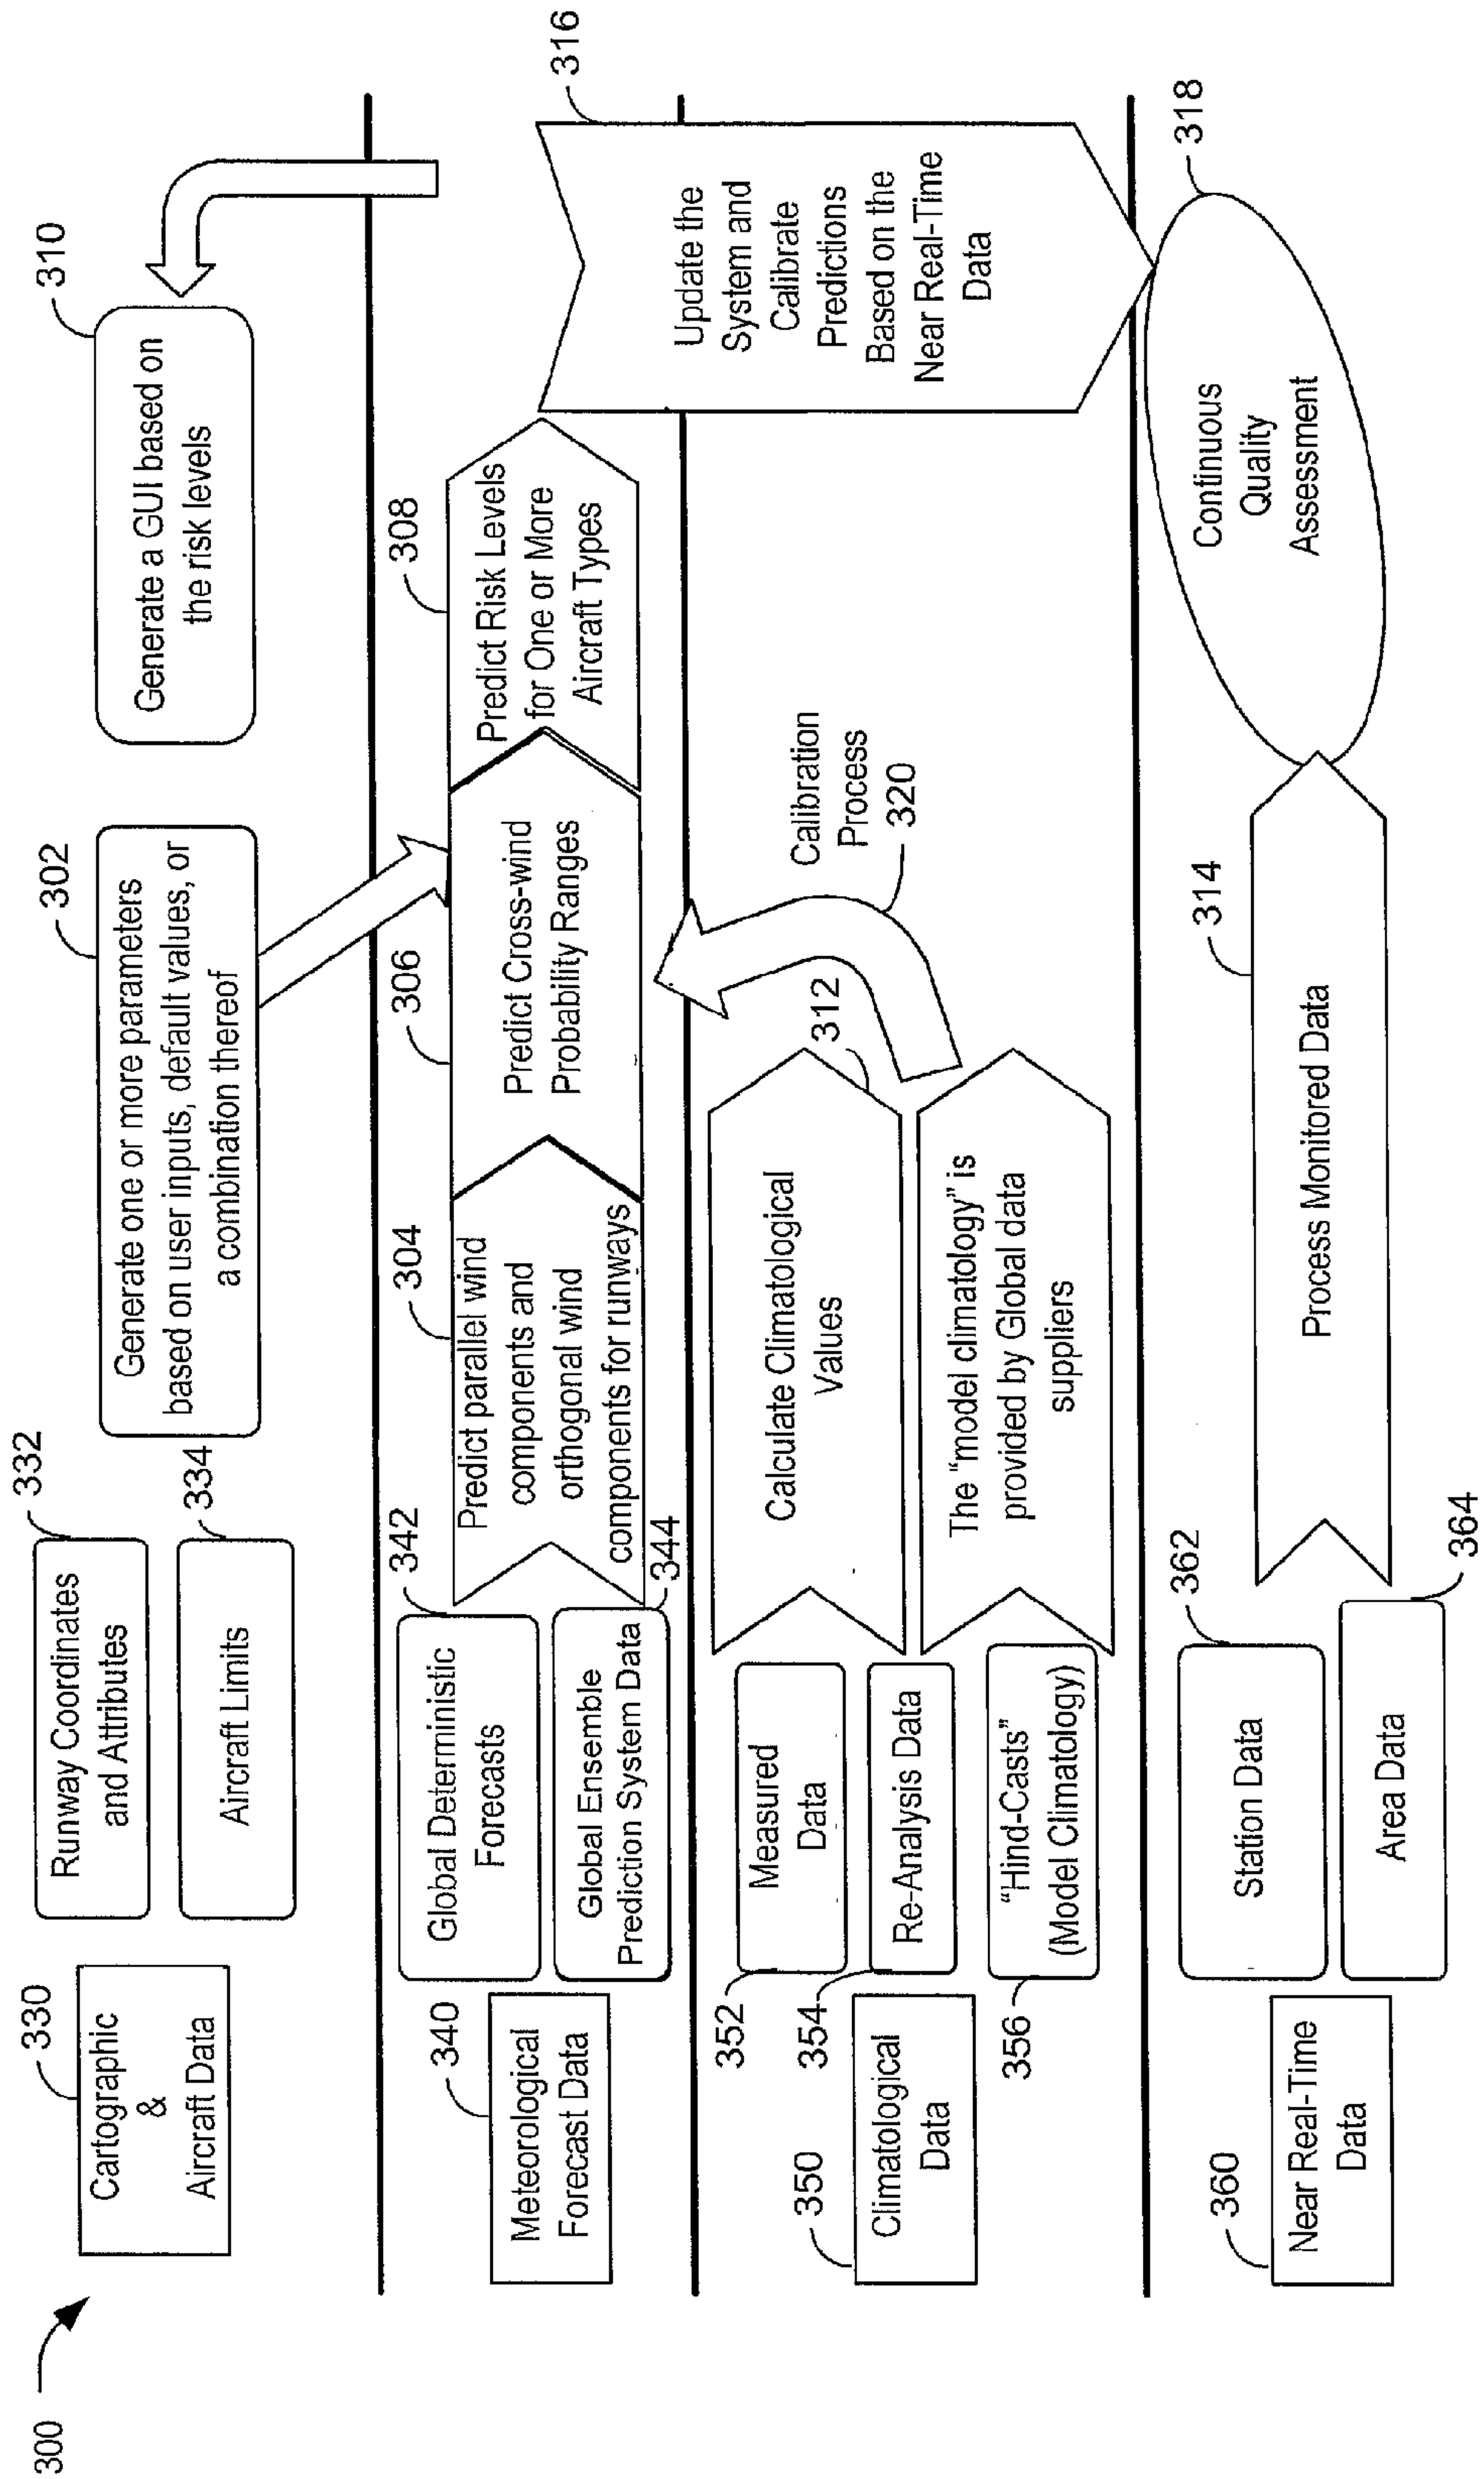 300
330
Cartographic
&
Aircraft Data
332
Runway Coordinates
and Attributes
334
Aircraft Limits
302
Generate one or more parameters
based on user inputs, default values, or
a combination thereof
310
Generate a GUI based on
the risk levels
340
Meteorological
Forecast Data
342
Global Deterministic
Forecasts
344
Global Ensemble
Prediction System Data
304
Predict parallel wind
components and
orthogonal wind
components for runways
306
Predict Cross-wind
Probability Ranges
308
Predict Risk Levels
for One or More
Aircraft Types
316
Update the
System and
Calibrate
Predictions
Based on the
Near Real-Time
Data
350
Climatological
Data
352
Measured
Data
354
Re-Analysis Data
356
“Hind-Casts”
(Model Climatology)
312
Calculate Climatological
Values
The “model climatology” is
provided by Global data
suppliers
Calibration
Process
320
360
Near Real-Time
Data
362
Station Data
364
Area Data
314
Process Monitored Data
318
Continuous
Quality
Assessment